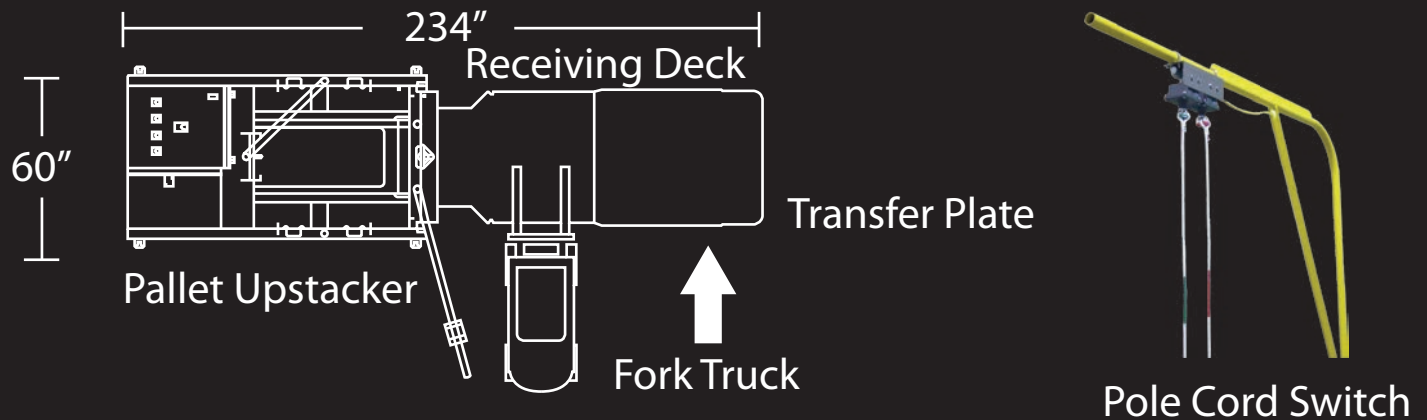 234”
Receiving Deck
60”
Transfer Plate
Pallet Upstacker
Fork Truck
Pole Cord Switch